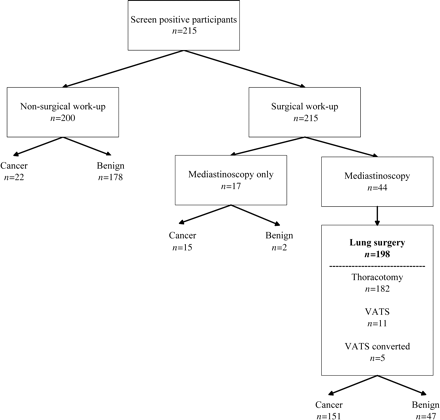 Screen positive participants
n=215
Non-surgical work-up
n=200
Surgical work-up
n=215
Cancer
n=22
Benign
n=178
Mediastinoscopy only
n=17
Mediastinoscopy
n=44
Cancer
n=15
Benign
n=2
Lung surgery
n=198
Thoracotomy
n=182
VATS
n=11
VATS converted
n=5
Cancer
n=151
Benign
n=47